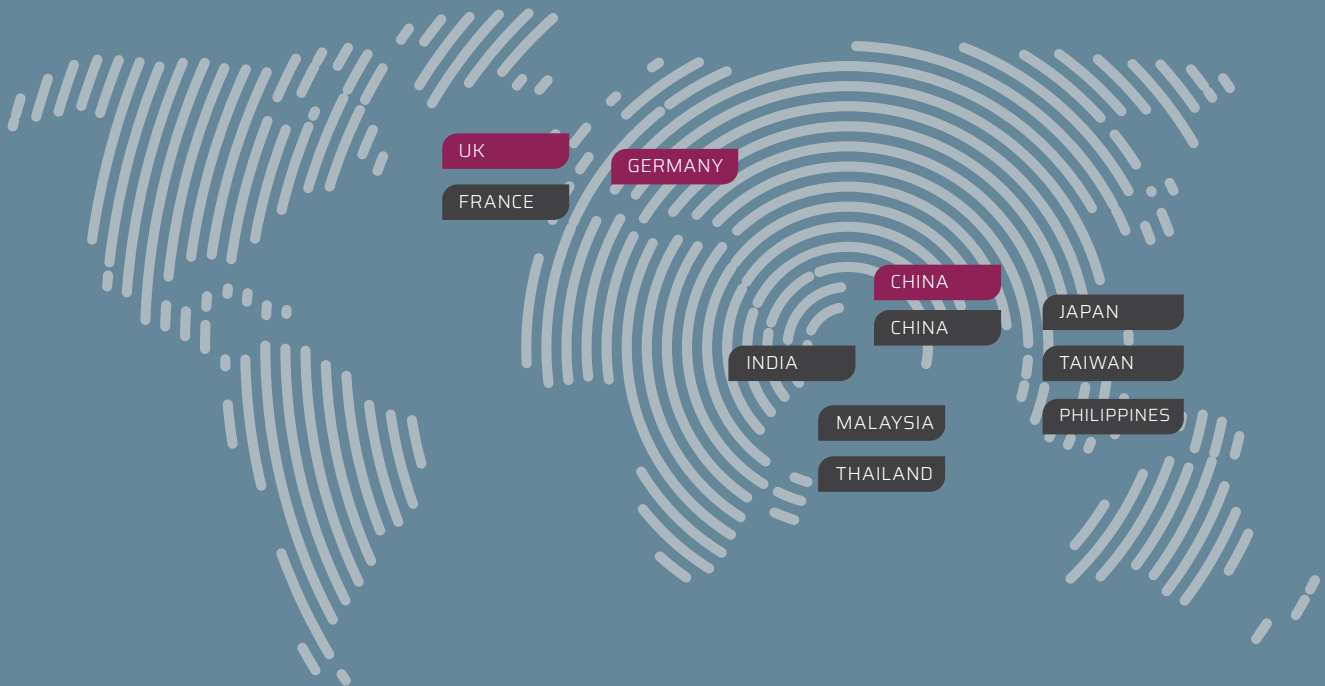 UK
FRANCE
GERMANY
CHINA
CHINA
INDIA
JAPAN
TAIWAN
PHILIPPINES
MALAYSIA
THAILAND